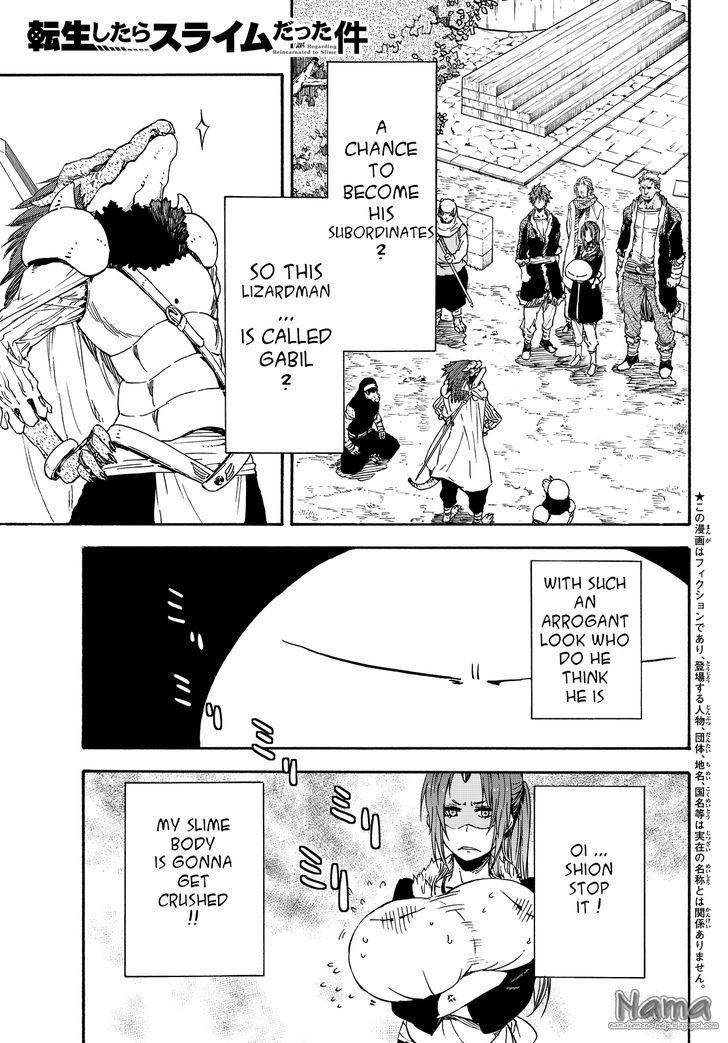 転生したらスライムだった件
Regarding
Reincarnated to Slime
A
CHANCE
TO
BECOME
HIS
SUBORDINATES
?
SO THIS
LIZARDMAN
...
IS CALLED
GABIL
?
WITH SUCH
AN
ARROGANT
LOOK WHO
DO HE
THINK
HE IS
OI ...
SHION
STOP
IT !
MY SLIME
BODY
IS GONNA
GET
CRUSHED
!!
★この漫画はフィクションであり、登場する人物、団体、地名、国名等は実在の名称とは関係ありません。
Nama